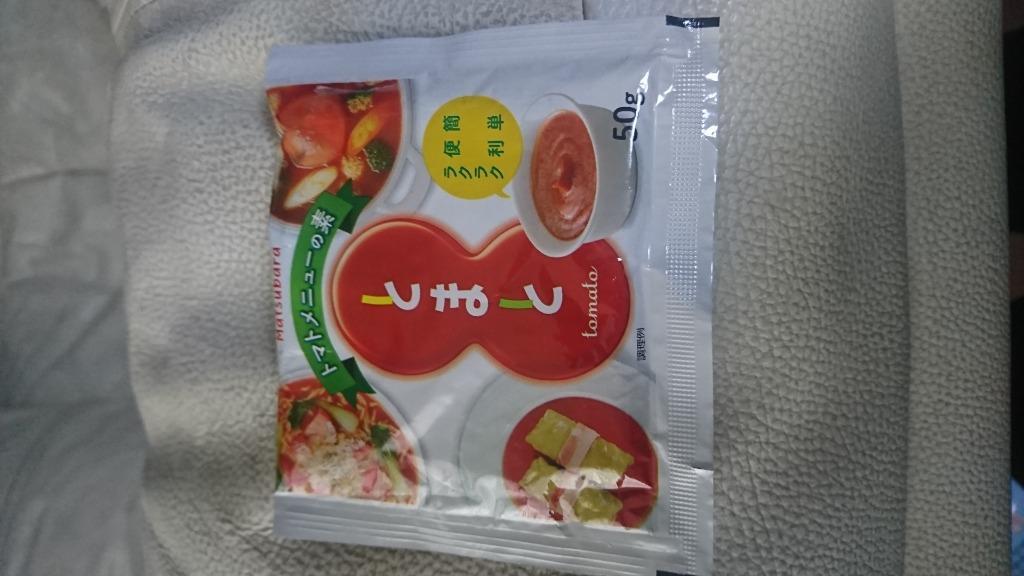 Matsubara
トマトメニューの素
とまと
tomato
簡単
便利
ラクラク
50g
調理例